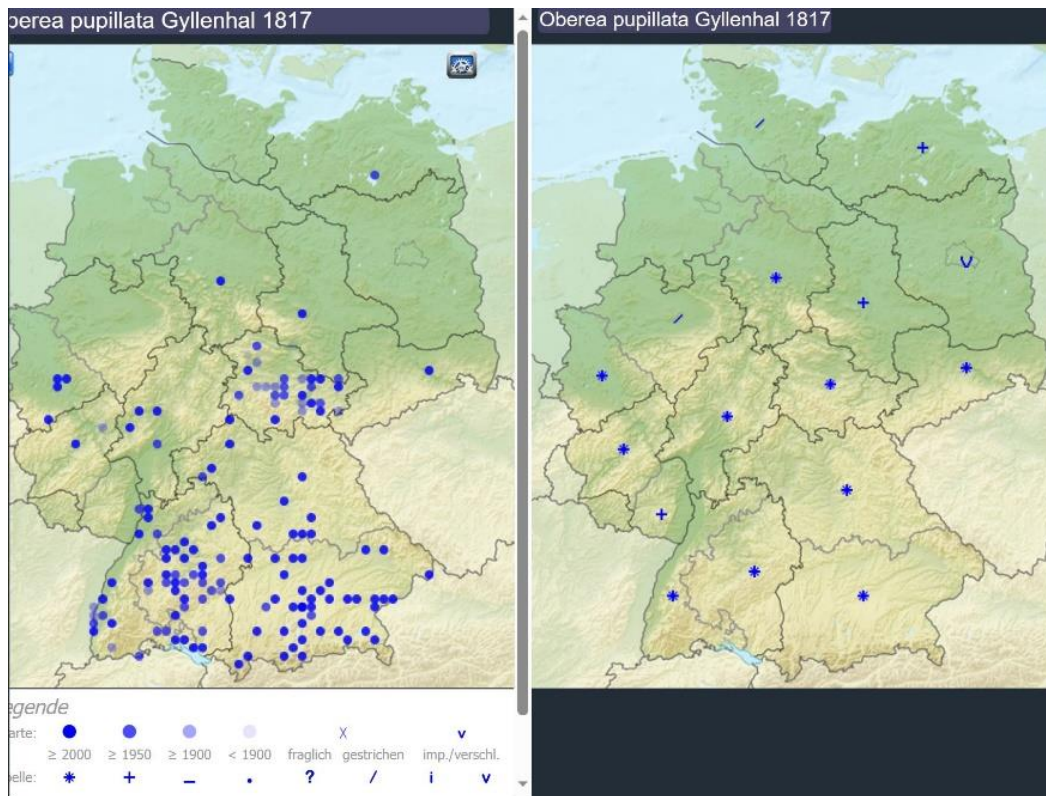 berea pupillata Gyllenhal 1817
Oberea pupillata Gyllenhal 1817
egende
arte:
x
v
≥ 2000
≥ 1950
≥ 1900
< 1900
fraglich
gestrichen
imp./verschl.
elle:
*
+
–
.
?
/
i
v